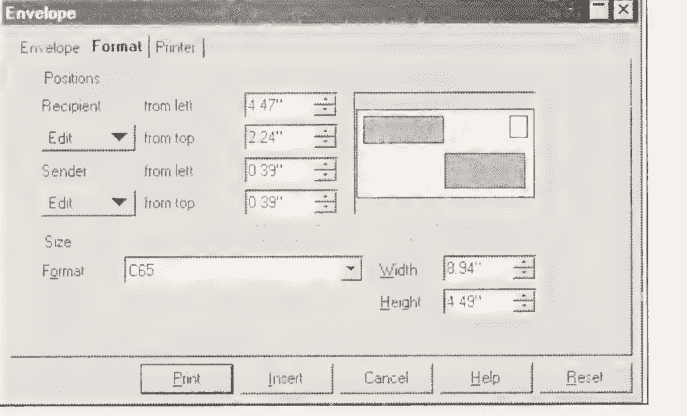 Envelope
Envelope Format Printer
Positions
Recipient from left 4.47"
Edit from top 2.24"
Sender from left 0.39"
Edit from top 0.39"
Size
Format C65 Width 8.94"
Height 4.49"
Print Insert Cancel Help Reset